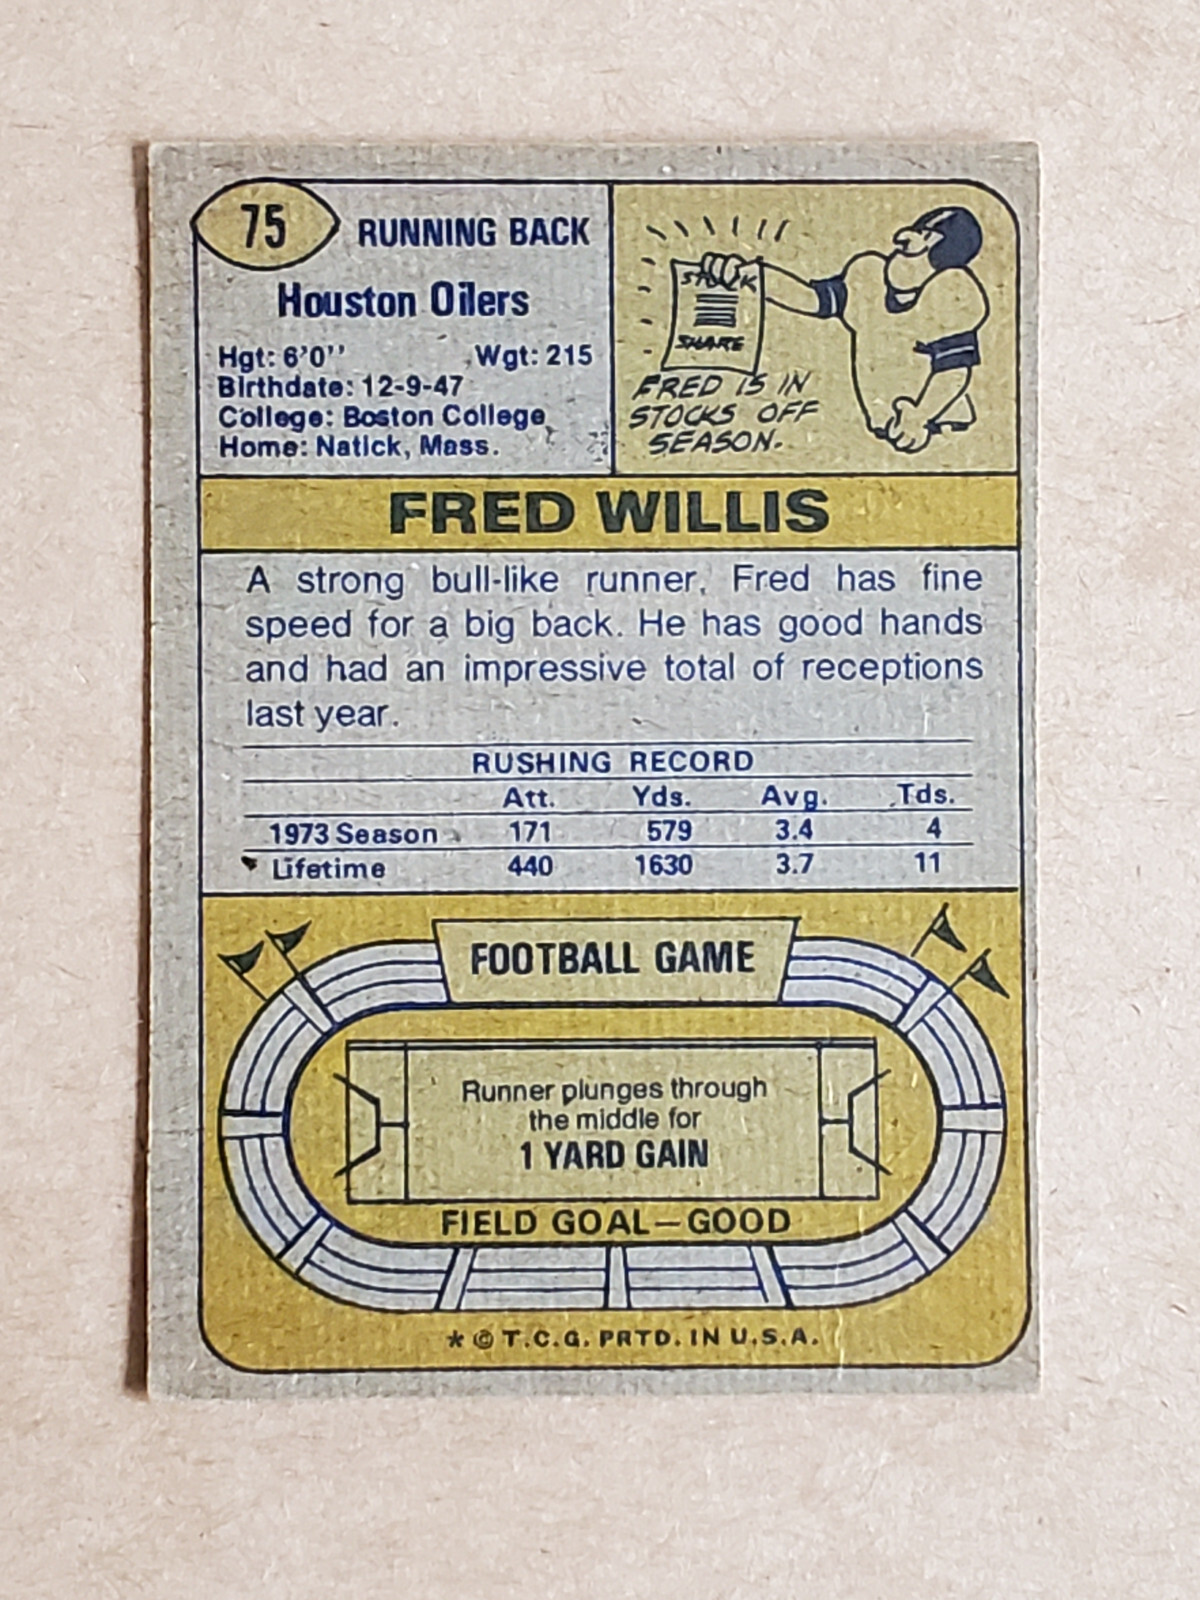 75 RUNNING BACK
Houston Oilers
Hgt: 6'0'' Wgt: 215
Birthdate: 12-9-47
College: Boston College
Home: Natick, Mass.
STOCK
SHARE
FRED IS IN
STOCKS OFF
SEASON.
FRED WILLIS
A strong bull-like runner, Fred has fine
speed for a big back. He has good hands
and had an impressive total of receptions
last year.
RUSHING RECORD
Att. Yds. Avg. Tds.
1973 Season 171 579 3.4 4
Lifetime 440 1630 3.7 11
FOOTBALL GAME
Runner plunges through
the middle for
1 YARD GAIN
FIELD GOAL—GOOD
* © T.C.G. PRTD. IN U.S.A.